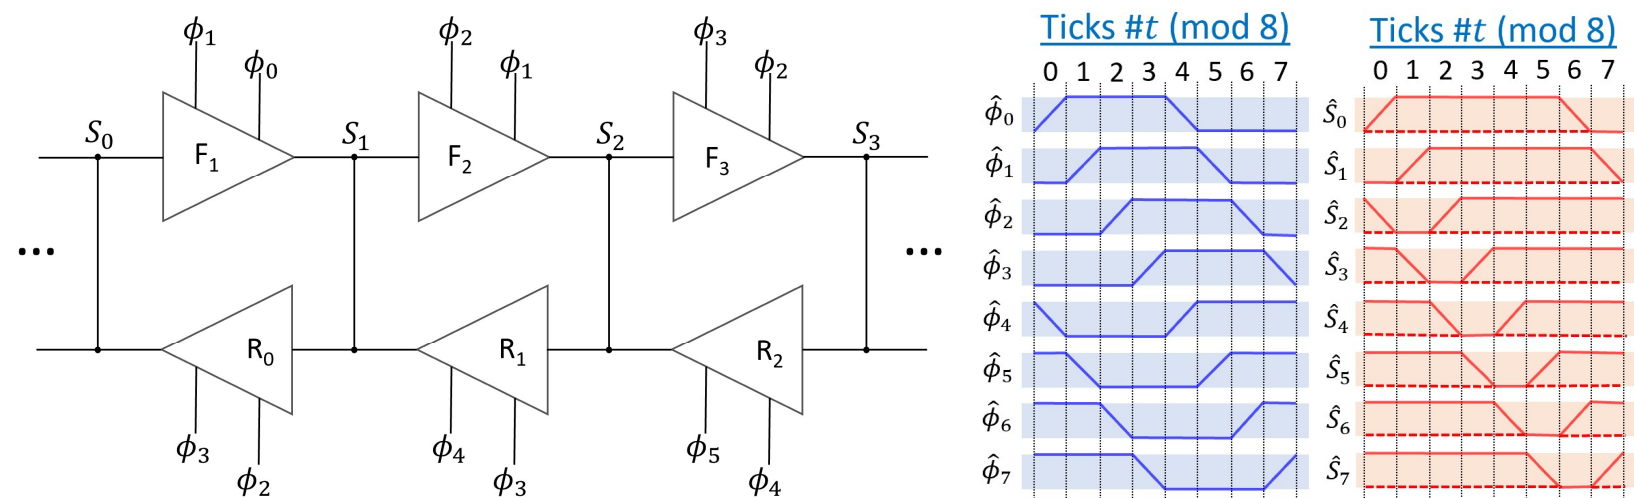 ϕ₁ ϕ₀ ϕ₂ ϕ₁ ϕ₃ ϕ₂
S₀ F₁ S₁ F₂ S₂ F₃ S₃
... ...
R₀ R₁ R₂
ϕ₃ ϕ₂ ϕ₄ ϕ₃ ϕ₅ ϕ₄
Ticks #t (mod 8)
0 1 2 3 4 5 6 7
ϕ̂₀
ϕ̂₁
ϕ̂₂
ϕ̂₃
ϕ̂₄
ϕ̂₅
ϕ̂₆
ϕ̂₇
Ticks #t (mod 8)
0 1 2 3 4 5 6 7
Ŝ₀
Ŝ₁
Ŝ₂
Ŝ₃
Ŝ₄
Ŝ₅
Ŝ₆
Ŝ₇